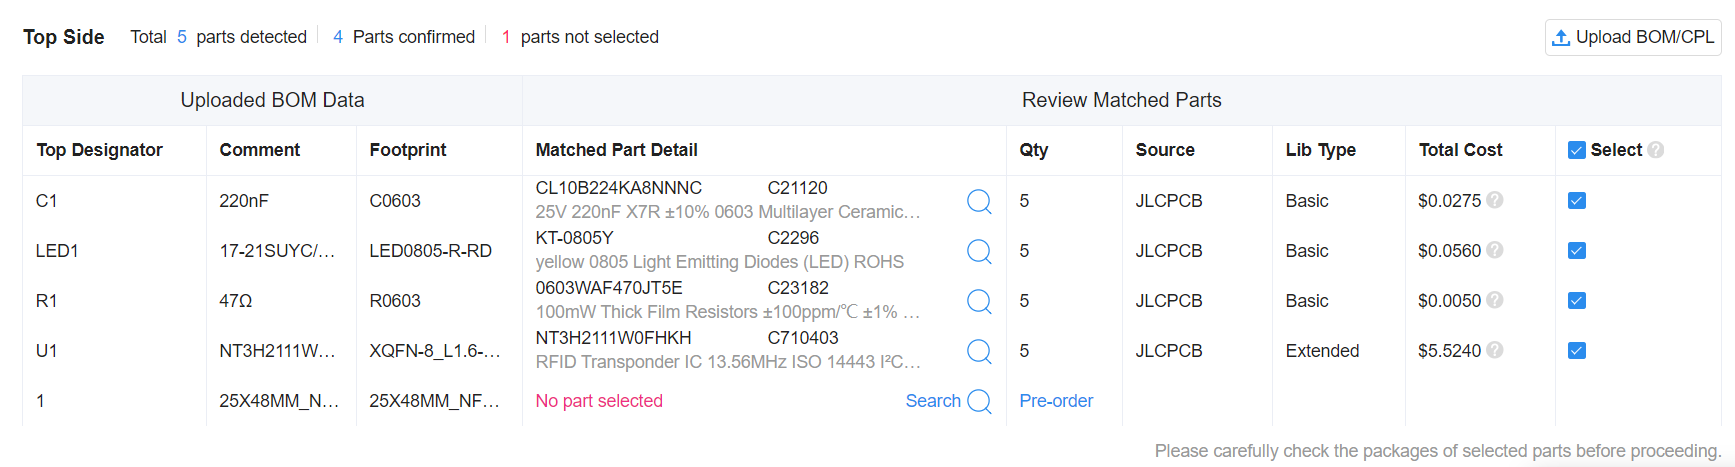 Top Side Total 5 parts detected 4 Parts confirmed 1 parts not selected Upload BOM/CPL
Uploaded BOM Data Review Matched Parts
Top Designator Comment Footprint Matched Part Detail Qty Source Lib Type Total Cost Select ?
CL10B224KA8NNNC C21120
C1 220nF C0603 5 JLCPCB Basic $0.0275 ?
25V 220nF X7R ±10% 0603 Multilayer Ceramic…
KT-0805Y C2296
LED1 17-21SUYC/… LED0805-R-RD 5 JLCPCB Basic $0.0560 ?
yellow 0805 Light Emitting Diodes (LED) ROHS
0603WAF470JT5E C23182
R1 47Ω R0603 5 JLCPCB Basic $0.0050 ?
100mW Thick Film Resistors ±100ppm/℃ ±1% …
NT3H2111W0FHKH C710403
U1 NT3H2111W… XQFN-8_L1.6-… 5 JLCPCB Extended $5.5240 ?
RFID Transponder IC 13.56MHz ISO 14443 I²C…
1 25X48MM_N… 25X48MM_NF… No part selected Search Pre-order
Please carefully check the packages of selected parts before proceeding.